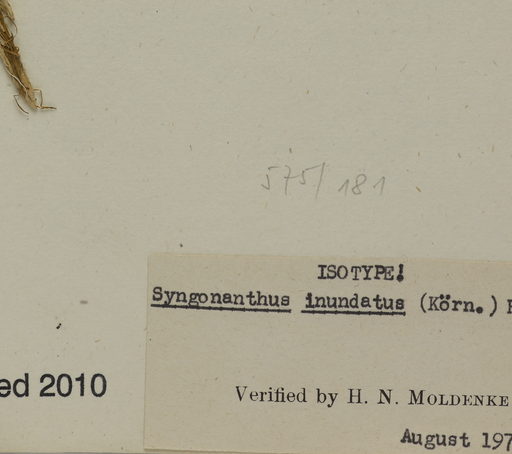 575/181
ISOTYPE!
Syngonanthus inundatus (Körn.)
ed 2010
Verified by H. N. MOLDENKE
August 197